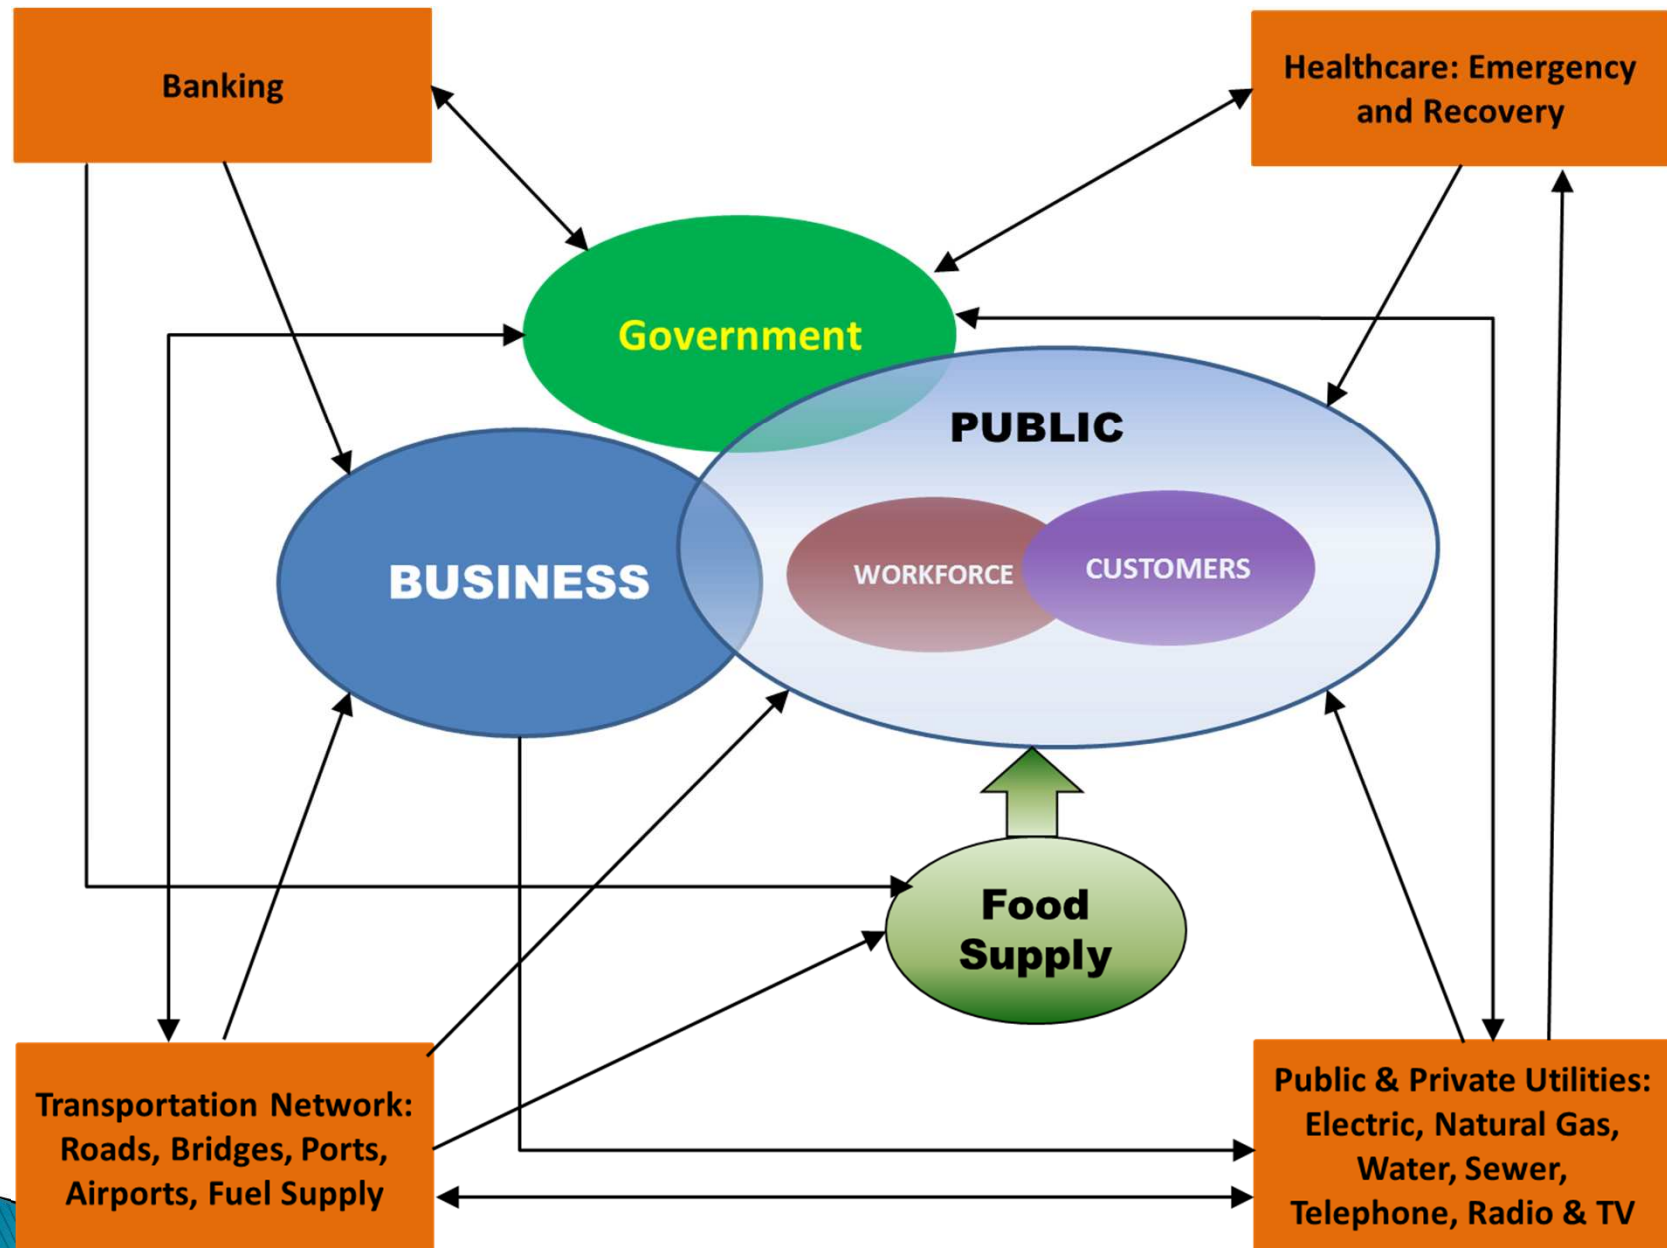 Banking
Healthcare: Emergency
and Recovery
Government
PUBLIC
WORKFORCE
CUSTOMERS
BUSINESS
Food
Supply
Transportation Network:
Roads, Bridges, Ports,
Airports, Fuel Supply
Public & Private Utilities:
Electric, Natural Gas,
Water, Sewer,
Telephone, Radio & TV